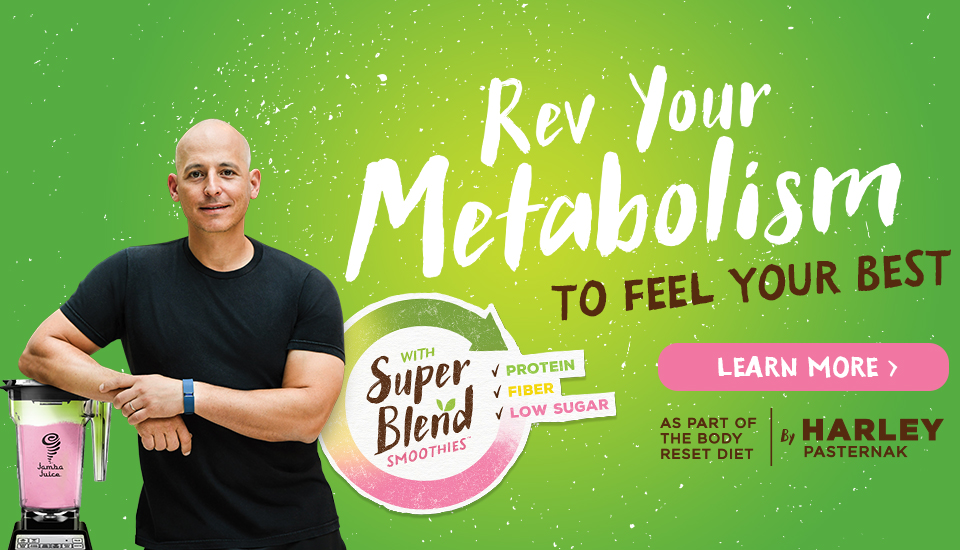 Rev Your
Metabolism
TO FEEL YOUR BEST
WITH
Super
Blend
SMOOTHIES™
✓ PROTEIN
✓ FIBER
✓ LOW SUGAR
LEARN MORE >
AS PART OF
THE BODY
RESET DIET
By HARLEY
PASTERNAK
Jamba
Juice